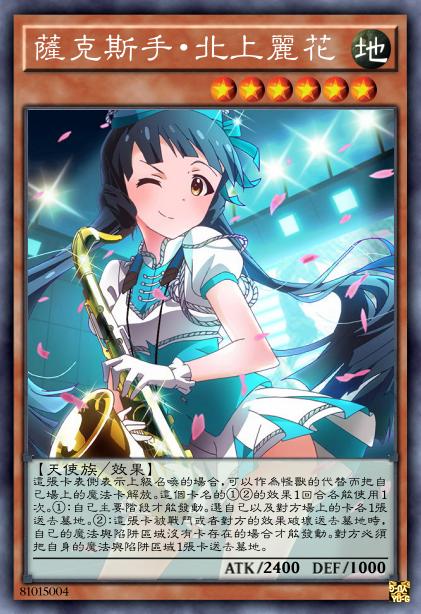 薩克斯手・北上麗花
地
【天使族／效果】
這張卡表側表示上級召喚的場合，可以作為怪獸的代替而把自
己場上的魔法卡解放。這個卡名的①②的效果1回合各能使用1
次。①：自己主要階段才能發動。選自己以及對方場上的卡各1張
送去墓地。②：這張卡被戰鬥或者對方的效果破壞送去墓地時，
自己的魔法與陷阱區域沒有卡存在的場合才能發動。對方必須
把自身的魔法與陷阱區域1張卡送去墓地。
ATK/2400 DEF/1000
81015004